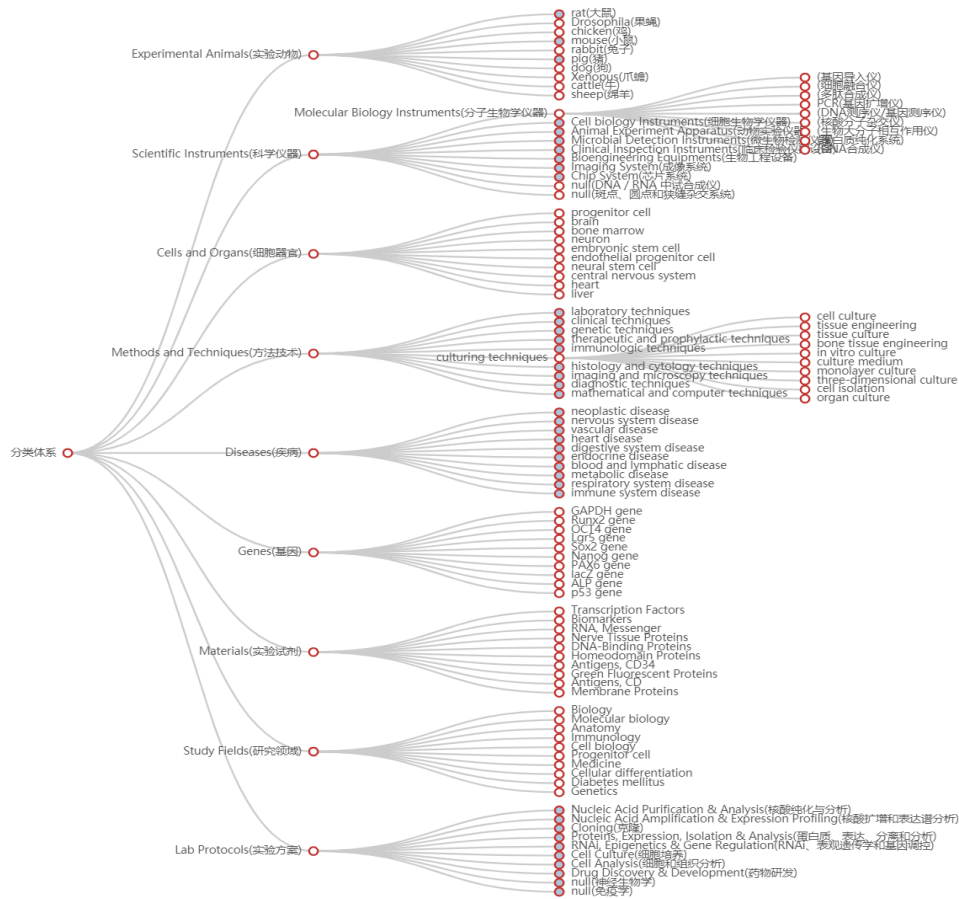 分类体系
Experimental Animals(实验动物)
rat(大鼠)
Drosophila(果蝇)
chicken(鸡)
mouse(小鼠)
rabbit(兔子)
pig(猪)
dog(狗)
Xenopus(爪蟾)
cattle(牛)
sheep(绵羊)
Scientific Instruments(科学仪器)
Molecular Biology Instruments(分子生物学仪器)
(基因导入仪)
(细胞融合仪)
(多肽合成仪)
PCR(基因扩增仪)
(DNA测序仪/基因测序仪)
(核酸分子杂交仪)
(生物大分子相互作用仪)
白质纯化系统)
NA合成仪)
Cell biology Instruments(细胞生物学仪器)
Animal Experiment Apparatus(动物实验仪器
Microbial Detection Instruments(微生物检
Clinical Inspection Instruments(临床检验仪
Bioengineering Equipments(生物工程设备)
Imaging System(成像系统)
Chip System(芯片系统)
null(DNA / RNA 中试合成仪)
null(斑点、圆点和狭缝杂交系统)
Cells and Organs(细胞器官)
progenitor cell
brain
bone marrow
neuron
embryonic stem cell
endothelial progenitor cell
neural stem cell
central nervous system
heart
liver
Methods and Techniques(方法技术)
laboratory techniques
clinical techniques
genetic techniques
therapeutic and prophylactic techniques
immunologic techniques
culturing techniques
cell culture
tissue engineering
tissue culture
bone tissue engineering
in vitro culture
culture medium
monolayer culture
three-dimensional culture
cell isolation
organ culture
histology and cytology techniques
imaging and microscopy techniques
diagnostic techniques
mathematical and computer techniques
Diseases(疾病)
neoplastic disease
nervous system disease
vascular disease
heart disease
digestive system disease
endocrine disease
blood and lymphatic disease
metabolic disease
respiratory system disease
immune system disease
Genes(基因)
GAPDH gene
Runx2 gene
OCT4 gene
Lgr5 gene
Sox2 gene
Nanog gene
PAX6 gene
lacZ gene
ALP gene
p53 gene
Materials(实验试剂)
Transcription Factors
Biomarkers
RNA, Messenger
Nerve Tissue Proteins
DNA-Binding Proteins
Homeodomain Proteins
Antigens, CD34
Green Fluorescent Proteins
Antigens, CD
Membrane Proteins
Study Fields(研究领域)
Biology
Molecular biology
Anatomy
Immunology
Cell biology
Progenitor cell
Medicine
Cellular differentiation
Diabetes mellitus
Genetics
Lab Protocols(实验方案)
Nucleic Acid Purification & Analysis(核酸纯化与分析)
Nucleic Acid Amplification & Expression Profiling(核酸扩增和表达谱分析)
Cloning(克隆)
Proteins, Expression, Isolation & Analysis(蛋白质、表达、分离和分析)
RNAi, Epigenetics & Gene Regulation(RNAi、表观遗传学和基因调控)
Cell Culture(细胞培养)
Cell Analysis(细胞和组织分析)
Drug Discovery & Development(药物研发)
null(神经生物学)
null(免疫学)